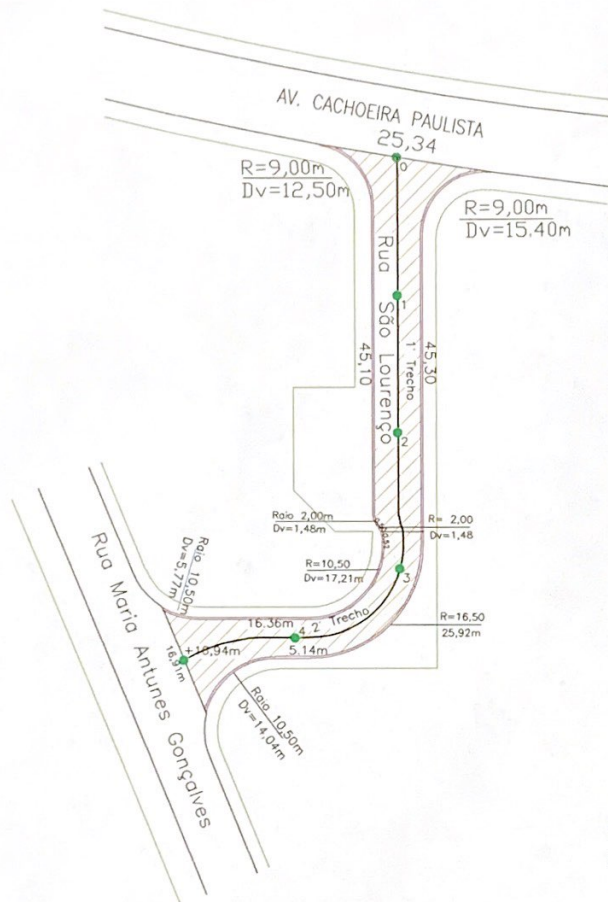 AV. CACHOEIRA PAULISTA
25,34
0
R=9,00m
Dv=12,50m
R=9,00m
Dv=15.40m
Rua São Lourenço
1
1° Trecho
45,10
45,30
2
Raio 2,00m
Dv=1,48m
R= 2,00
Dv=1,48
R=10,50
Dv=17,21m
3
R=16,50
25,92m
Raio 10,50m
Dv=5,77m
16.36m
4
2° Trecho
5.14m
16,91m
Raio 10,50m
Dv=14,04m
Rua Maria Antunes Gonçalves